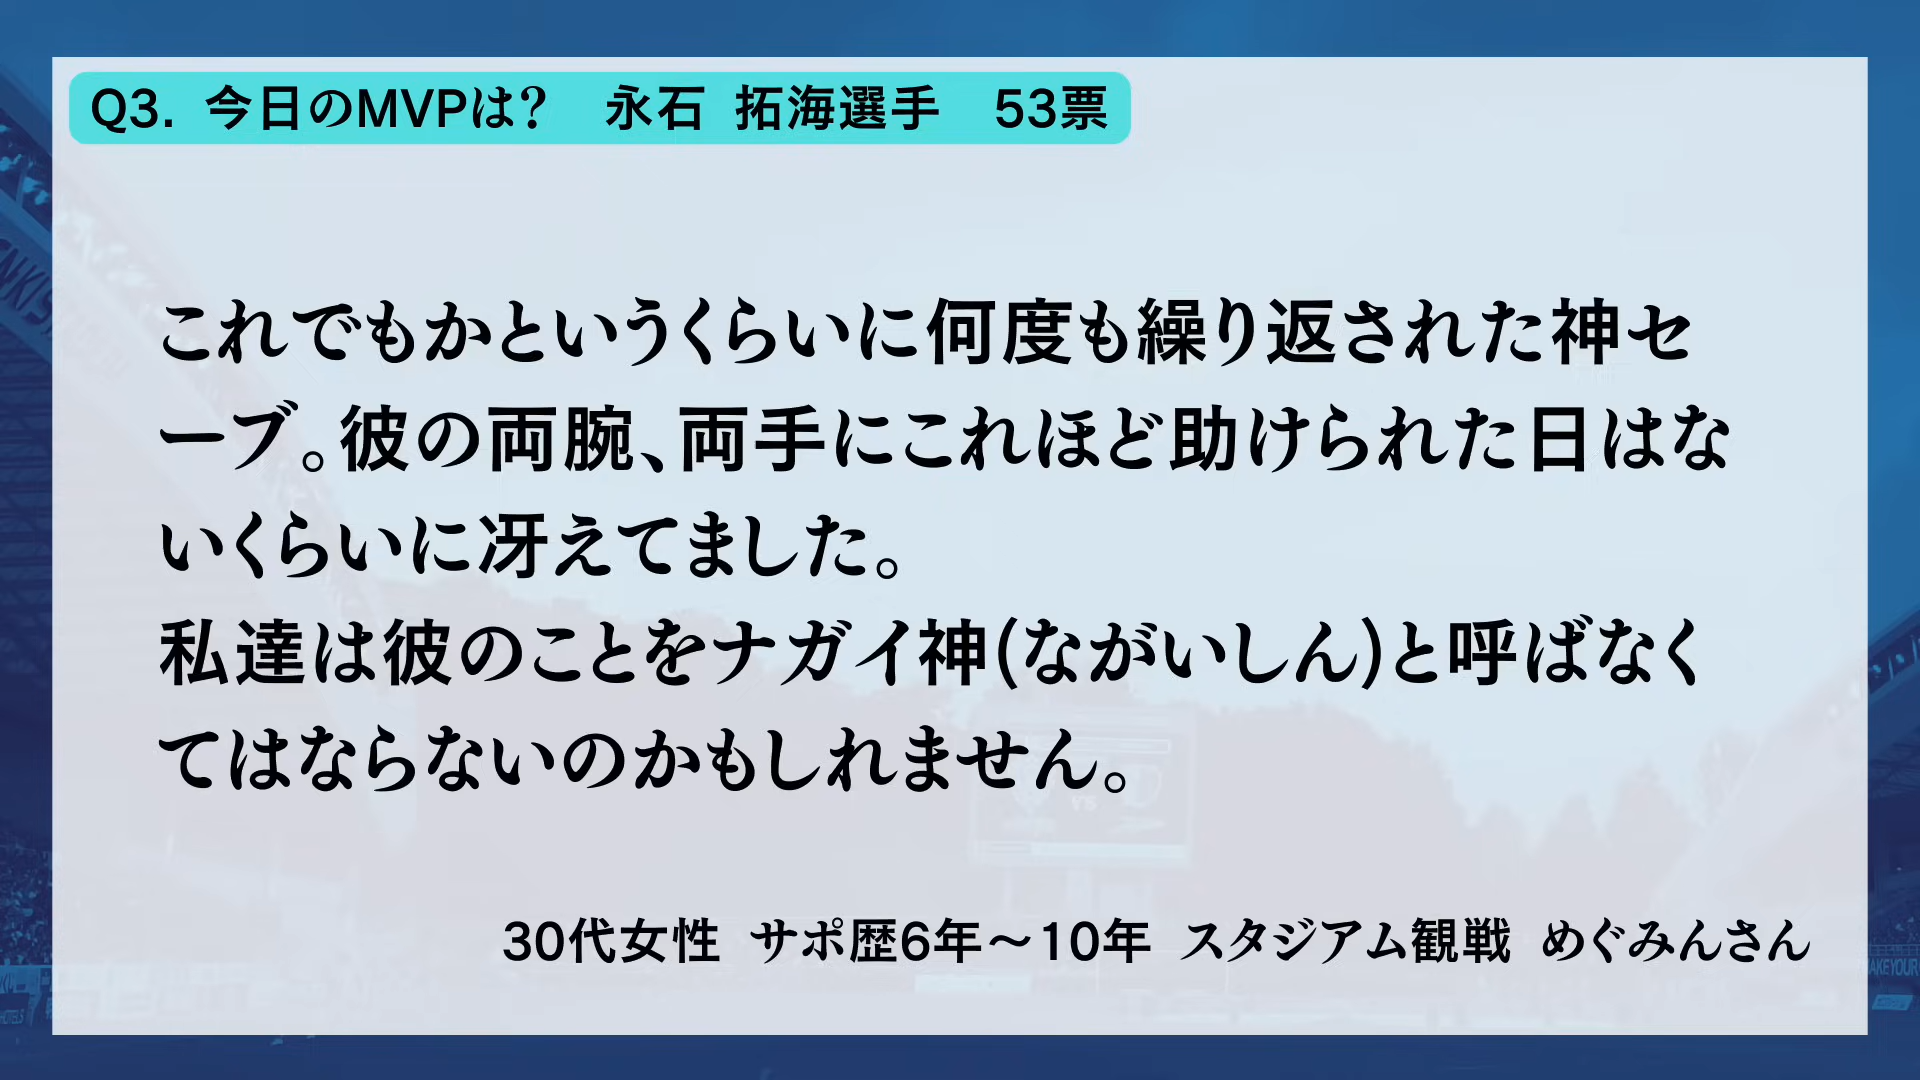 Q3. 今日のMVPは？ 永石 拓海選手 53票
これでもかというくらいに何度も繰り返された神セ
ーブ。彼の両腕、両手にこれほど助けられた日はな
いくらいに冴えてました。
私達は彼のことをナガイ神(ながいしん)と呼ばなく
てはならないのかもしれません。
VS
30代女性 サポ歴6年～10年 スタジアム観戦 めぐみんさん